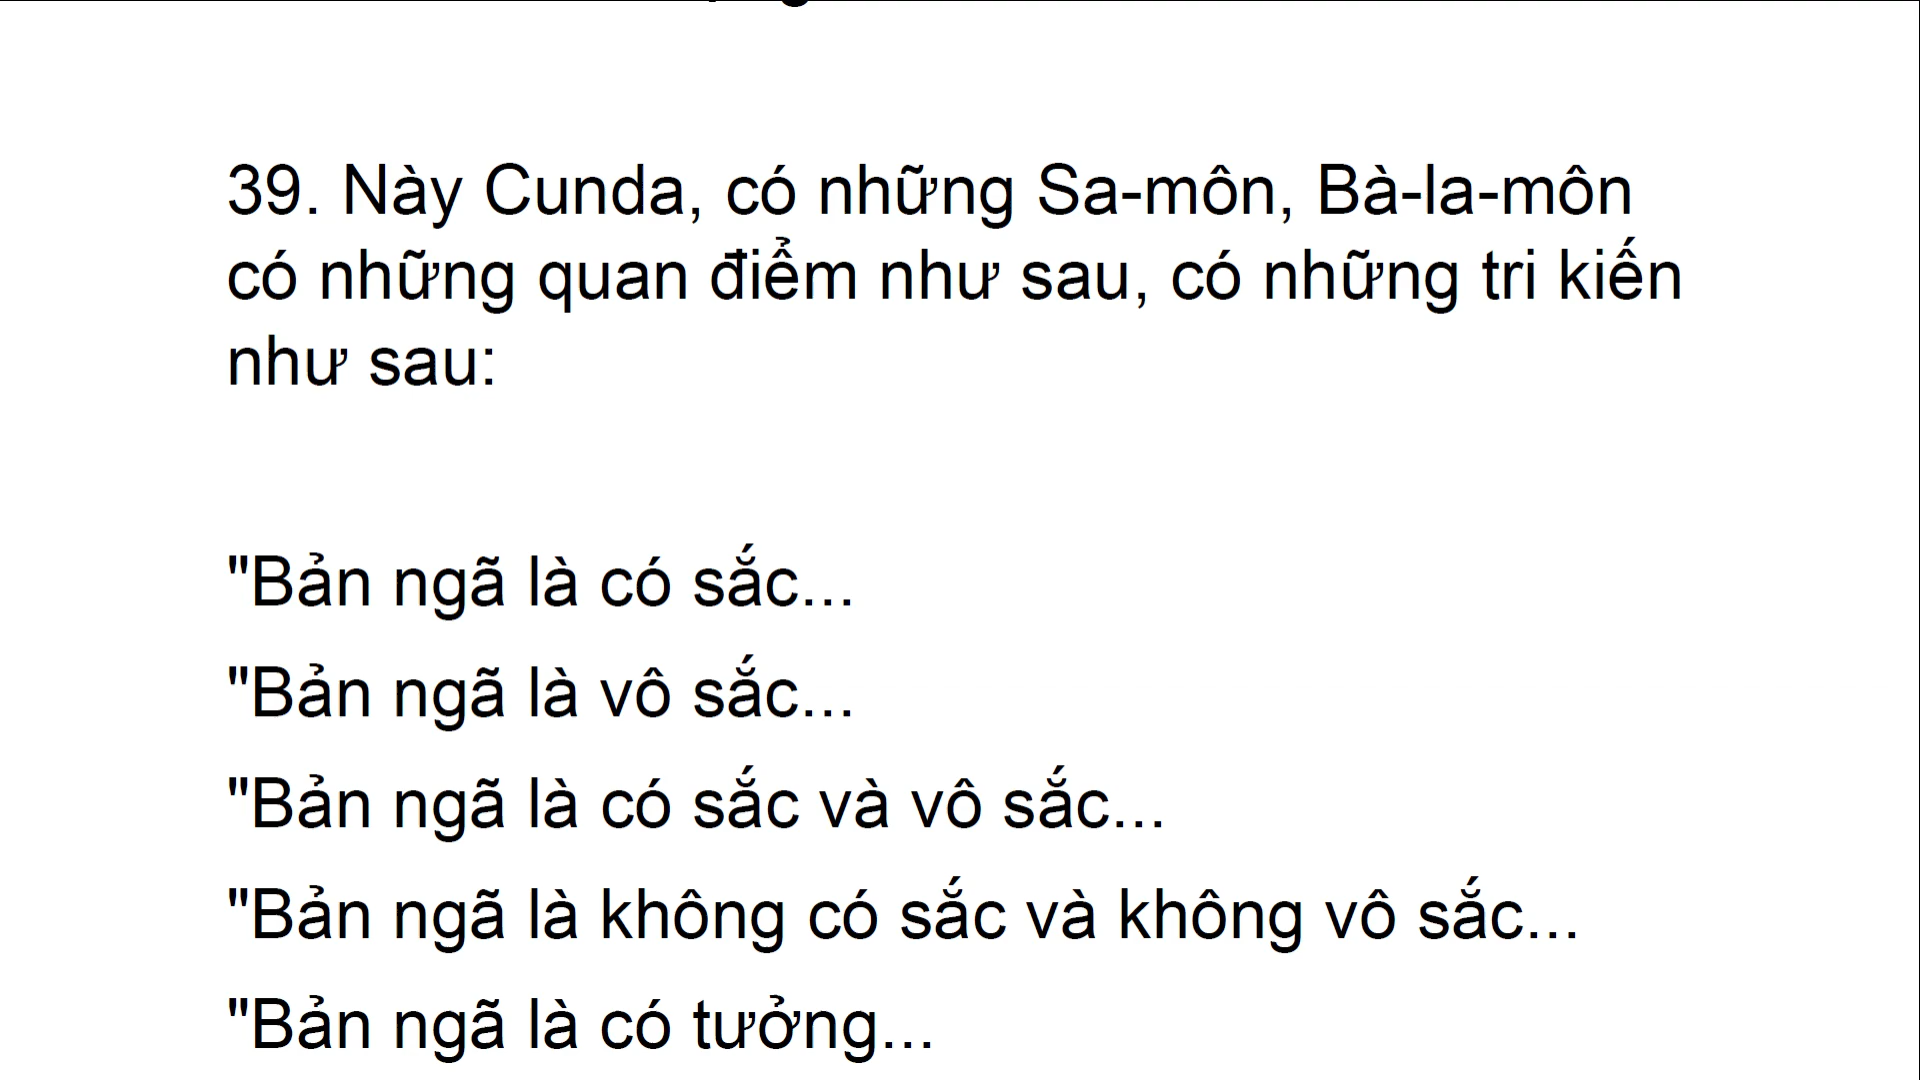 39. Này Cunda, có những Sa-môn, Bà-la-môn
có những quan điểm như sau, có những tri kiến
như sau:
"Bản ngã là có sắc...
"Bản ngã là vô sắc...
"Bản ngã là có sắc và vô sắc...
"Bản ngã là không có sắc và không vô sắc...
"Bản ngã là có tưởng...